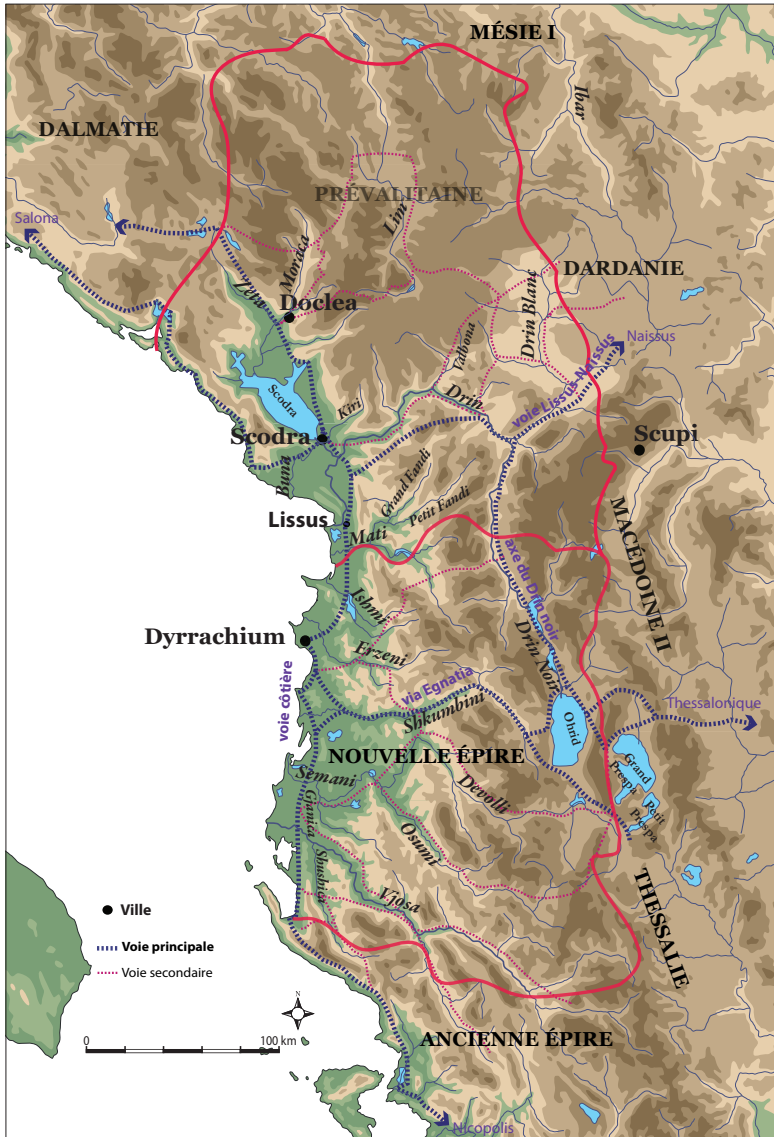 MÉSIE I
Ibar
DALMATIE
PRÉVALITAINE
Lim
Salona
Morača
Zeta
DARDANIE
Doclea
Drin Blanc
Naissus
Valbona
voie Lissus-Naissus
Scodra
Kiri
Drin
Scodra
Scupi
Buna
Grand Fandi
Lissus
Petit Fandi
Mati
MACÉDOINE II
axe du Drin noir
Ishmi
Dyrrachium
Erzeni
Drin Noir
voie côtière
via Egnatia
Shkumbini
Thessalonique
Ohrid
NOUVELLE ÉPIRE
Grand
Prespa
Petit
Prespa
Semani
Devolli
Gjanica
Osumi
Shushica
Vjosa
THESSALIE
Ville
Voie principale
Voie secondaire
N
0
100 km
ANCIENNE ÉPIRE
Nicopolis